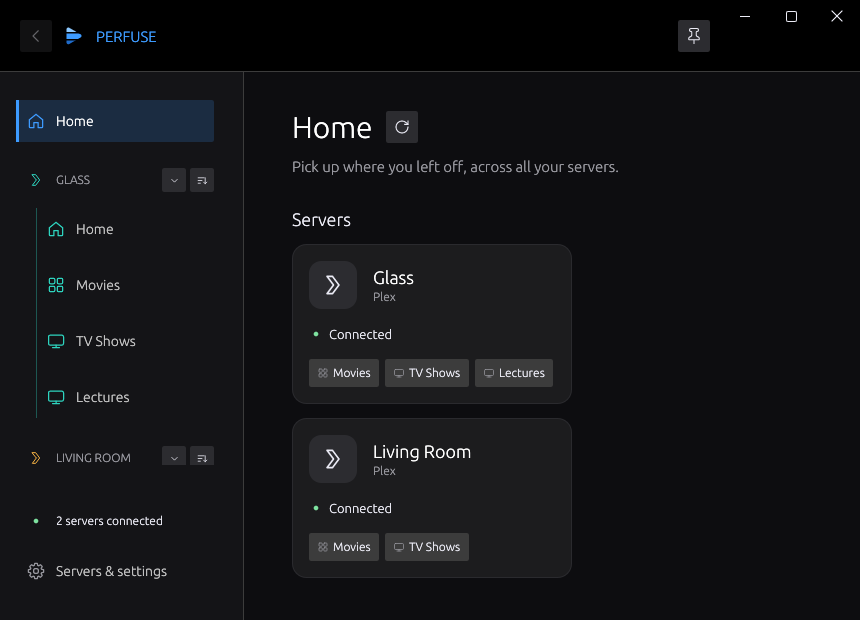 PERFUSE
Home
GLASS
Home
Movies
TV Shows
Lectures
LIVING ROOM
2 servers connected
Servers & settings
Home
Pick up where you left off, across all your servers.
Servers
Glass
Plex
Connected
Movies TV Shows Lectures
Living Room
Plex
Connected
Movies TV Shows